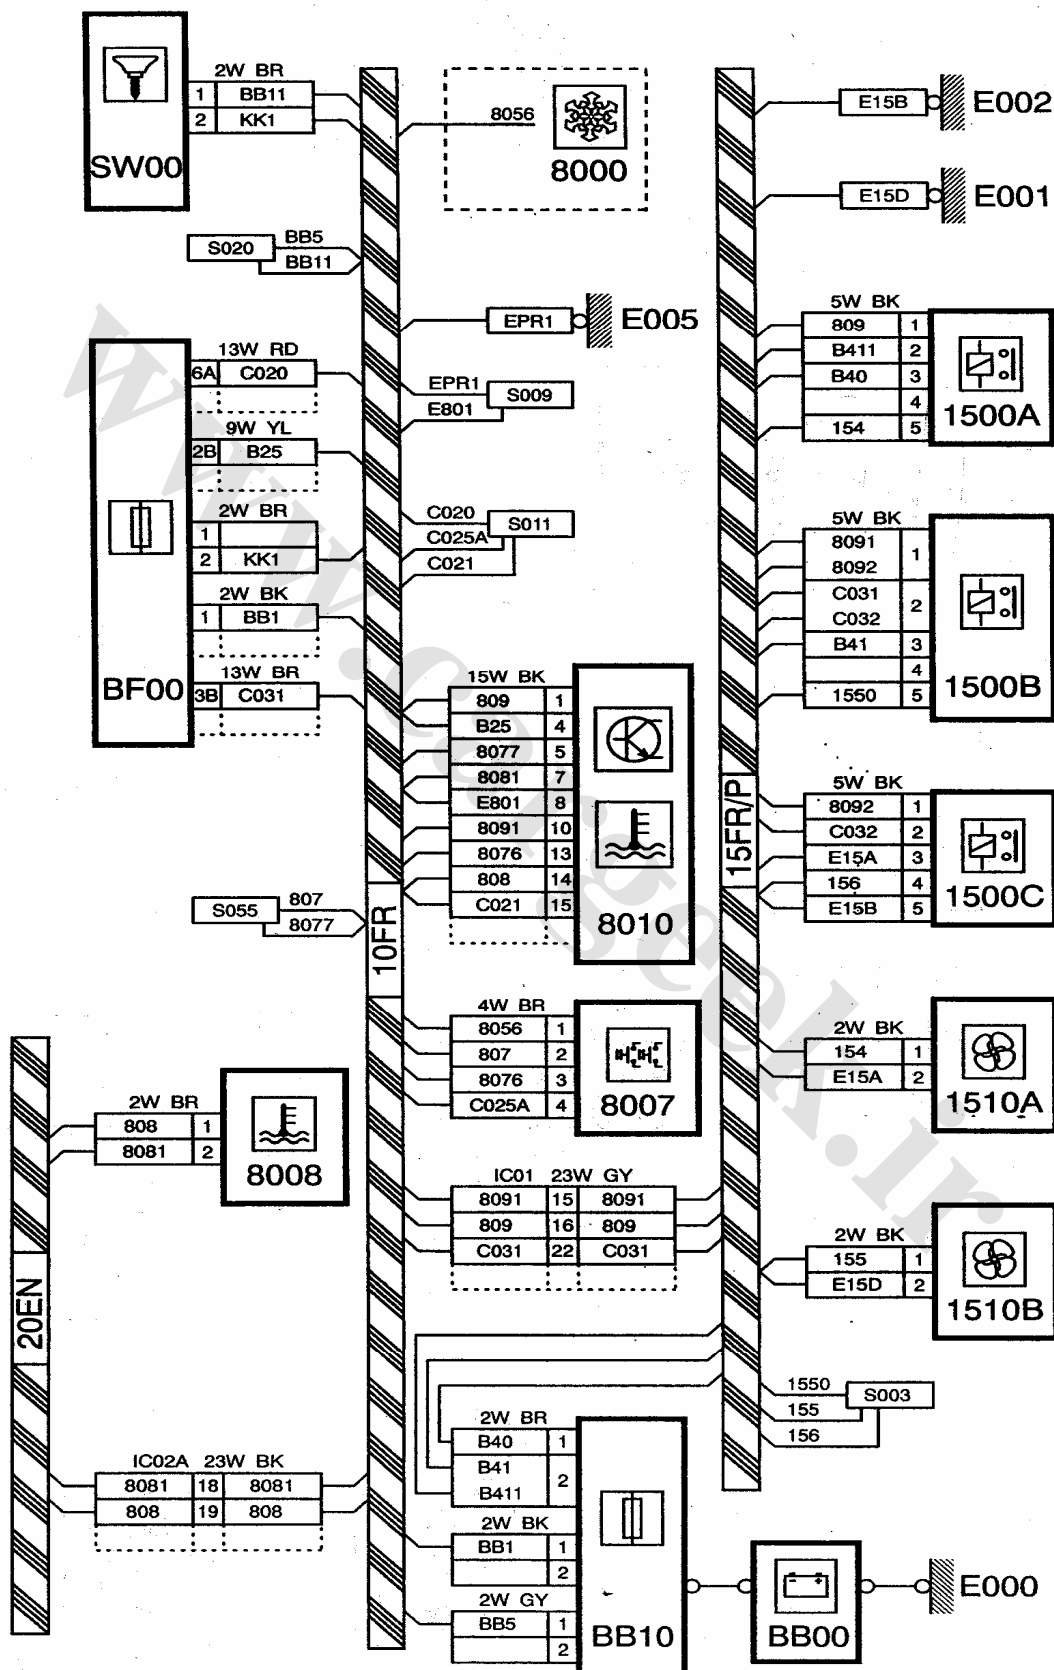 SW00
2W BR
1 BB11
2 KK1
S020
BB5
BB11
BF00
13W RD
6A C020
9W YL
2B B25
2W BR
1
2 KK1
2W BK
1 BB1
13W BR
3B C031
S055
807
8077
10FR
8056
8000
EPR1
E005
EPR1
E801
S009
C020
C025A
C021
S011
15W BK
809 1
B25 4
8077 5
8081 7
E801 8
8091 10
8076 13
808 14
C021 15
8010
4W BR
8056 1
807 2
8076 3
C025A 4
8007
IC01 23W GY
8091 15 8091
809 16 809
C031 22 C031
20EN
2W BR
808 1
8081 2
8008
IC02A 23W BK
8081 18 8081
808 19 808
2W BR
B40 1
B41
B411
2
2W BK
BB1 1
2
2W GY
BB5 1
2
BB10
BB00
E000
15FR/P
E15B
E002
E15D
E001
5W BK
809 1
B411 2
B40 3
4
154 5
1500A
5W BK
8091
8092
1
C031
C032
2
B41 3
4
1550 5
1500B
5W BK
8092 1
C032 2
E15A 3
156 4
E15B 5
1500C
2W BK
154 1
E15A 2
1510A
2W BK
155 1
E15D 2
1510B
1550
155
156
S003
www.cargeek.ir